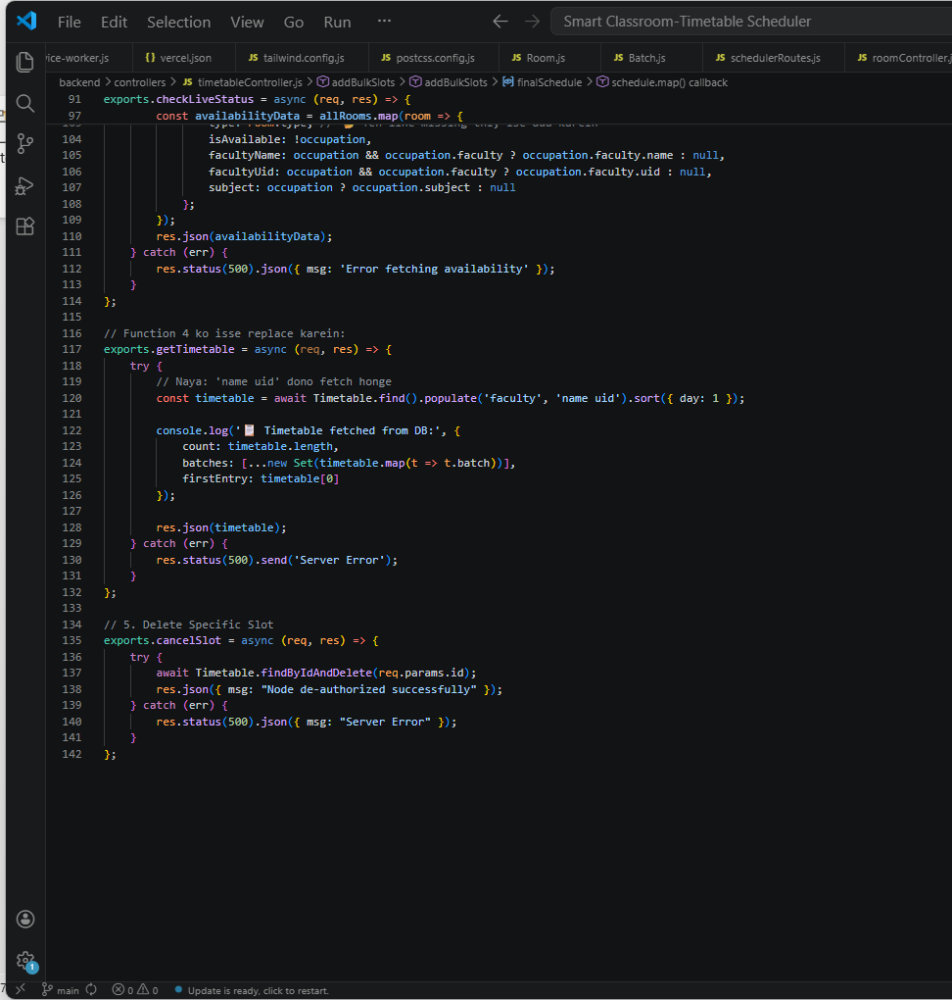 File Edit Selection View Go Run ··· Smart Classroom-Timetable Scheduler
vice-worker.js {} vercel.json JS tailwind.config.js JS postcss.config.js JS Room.js JS Batch.js JS schedulerRoutes.js JS roomController.j
backend > controllers > JS timetableController.js > addBulkSlots > addBulkSlots > finalSchedule > schedule.map() callback
91 exports.checkLiveStatus = async (req, res) => {
97 const availabilityData = allRooms.map(room => {
104 isAvailable: !occupation,
105 facultyName: occupation && occupation.faculty ? occupation.faculty.name : null,
106 facultyUid: occupation && occupation.faculty ? occupation.faculty.uid : null,
107 subject: occupation ? occupation.subject : null
108 };
109 });
110 res.json(availabilityData);
111 } catch (err) {
112 res.status(500).json({ msg: 'Error fetching availability' });
113 }
114 };
115
116 // Function 4 ko isse replace karein:
117 exports.getTimetable = async (req, res) => {
118 try {
119 // Naya: 'name uid' dono fetch honge
120 const timetable = await Timetable.find().populate('faculty', 'name uid').sort({ day: 1 });
121
122 console.log('📋 Timetable fetched from DB:', {
123 count: timetable.length,
124 batches: [...new Set(timetable.map(t => t.batch))],
125 firstEntry: timetable[0]
126 });
127
128 res.json(timetable);
129 } catch (err) {
130 res.status(500).send('Server Error');
131 }
132 };
133
134 // 5. Delete Specific Slot
135 exports.cancelSlot = async (req, res) => {
136 try {
137 await Timetable.findByIdAndDelete(req.params.id);
138 res.json({ msg: "Node de-authorized successfully" });
139 } catch (err) {
140 res.status(500).json({ msg: "Server Error" });
141 }
142 };
1
main 0 0 Update is ready, click to restart.